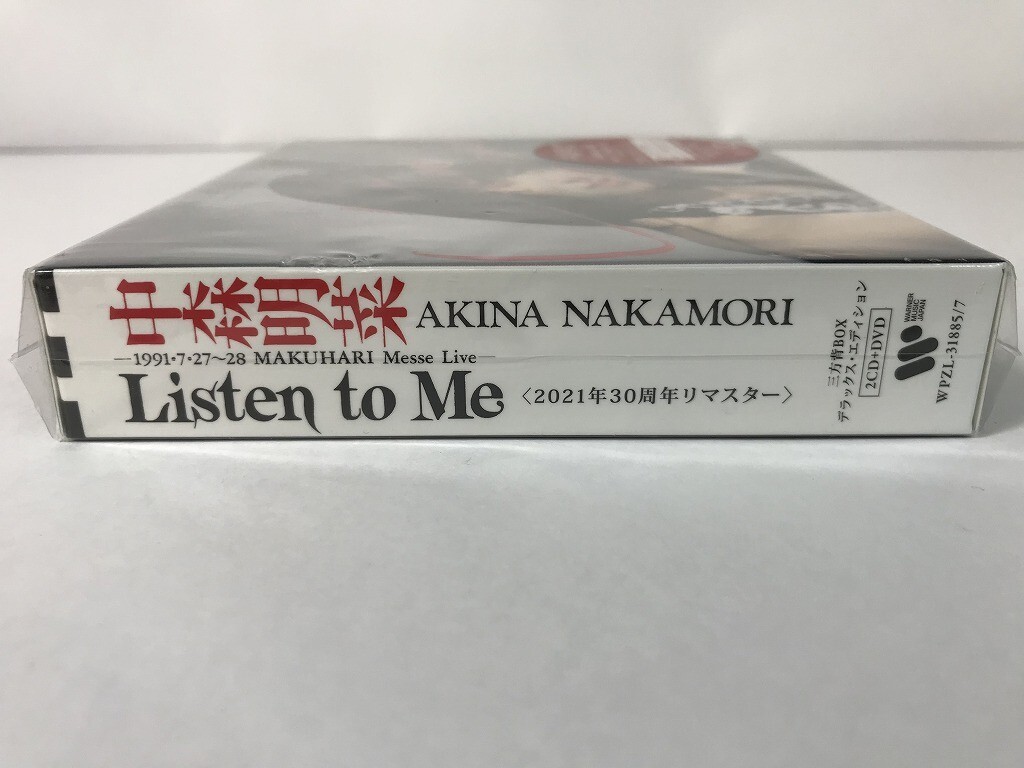 中森明菜 AKINA NAKAMORI
—1991•7•27〜28 MAKUHARI Messe Live—
Listen to Me 〈2021年30周年リマスター〉
三方背BOX
デラックス・エディション
2CD+DVD
WARNER
MUSIC
JAPAN
WPZL-31885/7